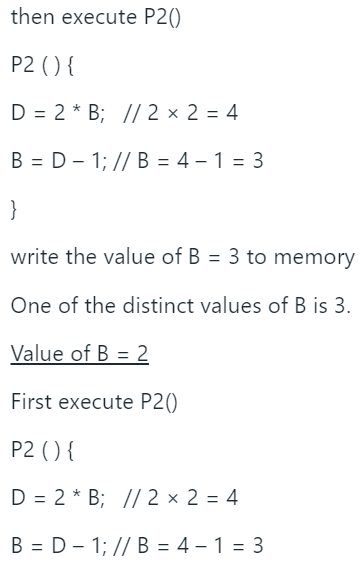 then execute P2()
P2 ( ) {
D = 2 * B;  // 2 × 2 = 4
B = D – 1; // B = 4 – 1 = 3
}
write the value of B = 3 to memory
One of the distinct values of B is 3.
Value of B = 2
First execute P2()
P2 ( ) {
D = 2 * B;  // 2 × 2 = 4
B = D – 1; // B = 4 – 1 = 3